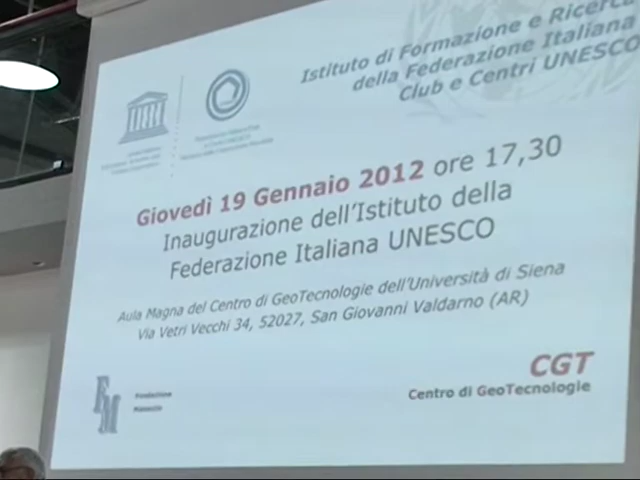 Istituto di Formazione e Ricerca
della Federazione Italiana
Club e Centri UNESCO
Giovedì 19 Gennaio 2012 ore 17,30
Inaugurazione dell'Istituto della
Federazione Italiana UNESCO
Aula Magna del Centro di GeoTecnologie dell'Università di Siena
Via Vetri Vecchi 34, 52027, San Giovanni Valdarno (AR)
FM
Fondazione
CGT
Centro di GeoTecnologie